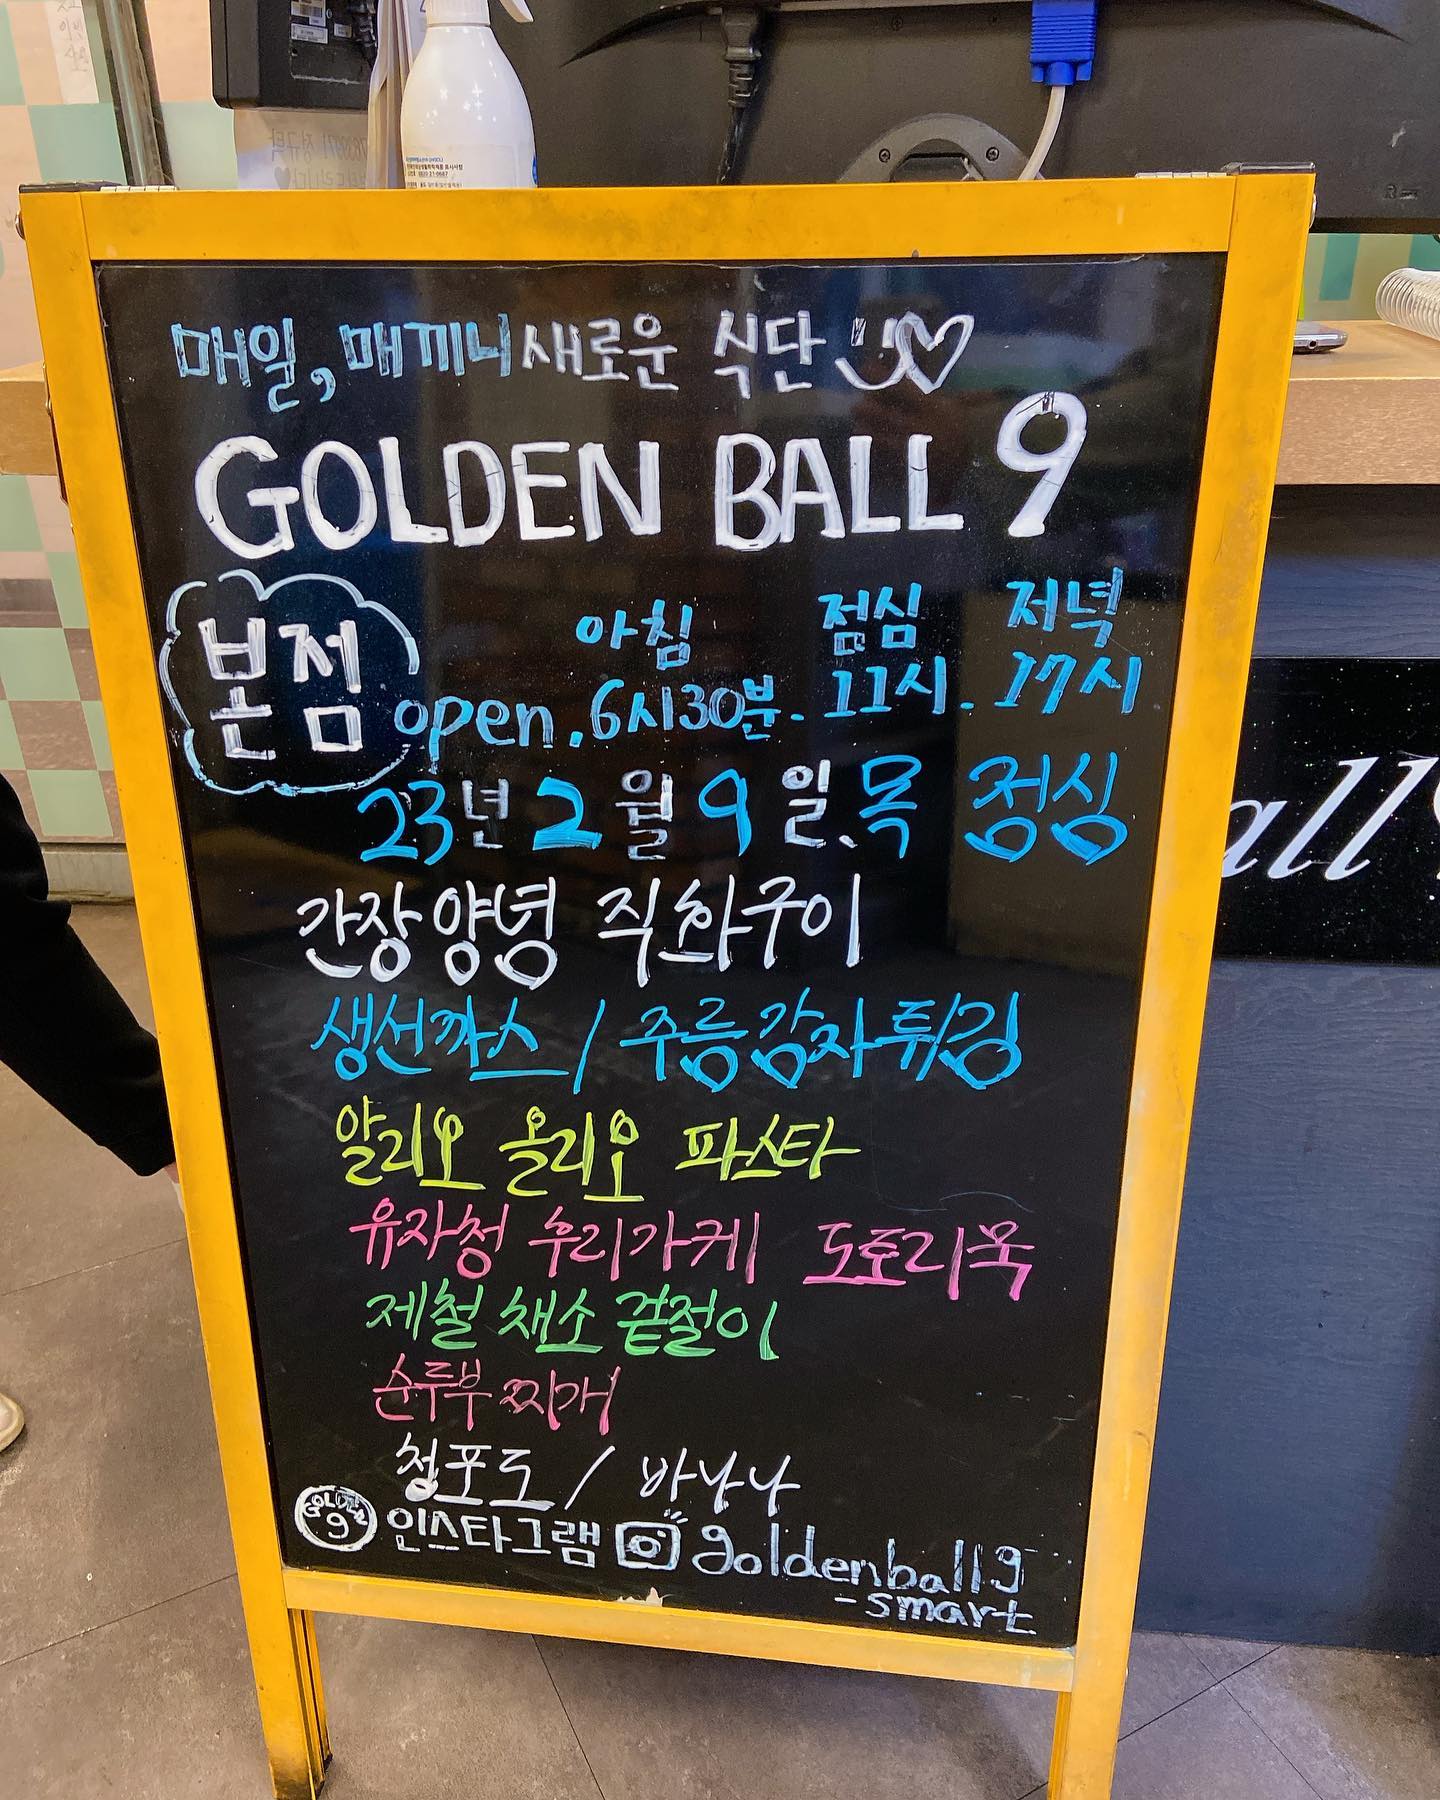 매일, 매끼니 새로운 식단
GOLDEN BALL 9
본점
아침 점심 저녁
open. 6시30분. 11시. 17시
23년 2월 9일. 목 점심
간장양념 직화구이
생선까스 / 주름감자튀김
알리오 올리오 파스타
유자청 후리가케 도토리묵
제철 채소 겉절이
순두부 찌개
청포도 / 바나나
GOLDEN 9 인스타그램 goldenball9
-smart
all